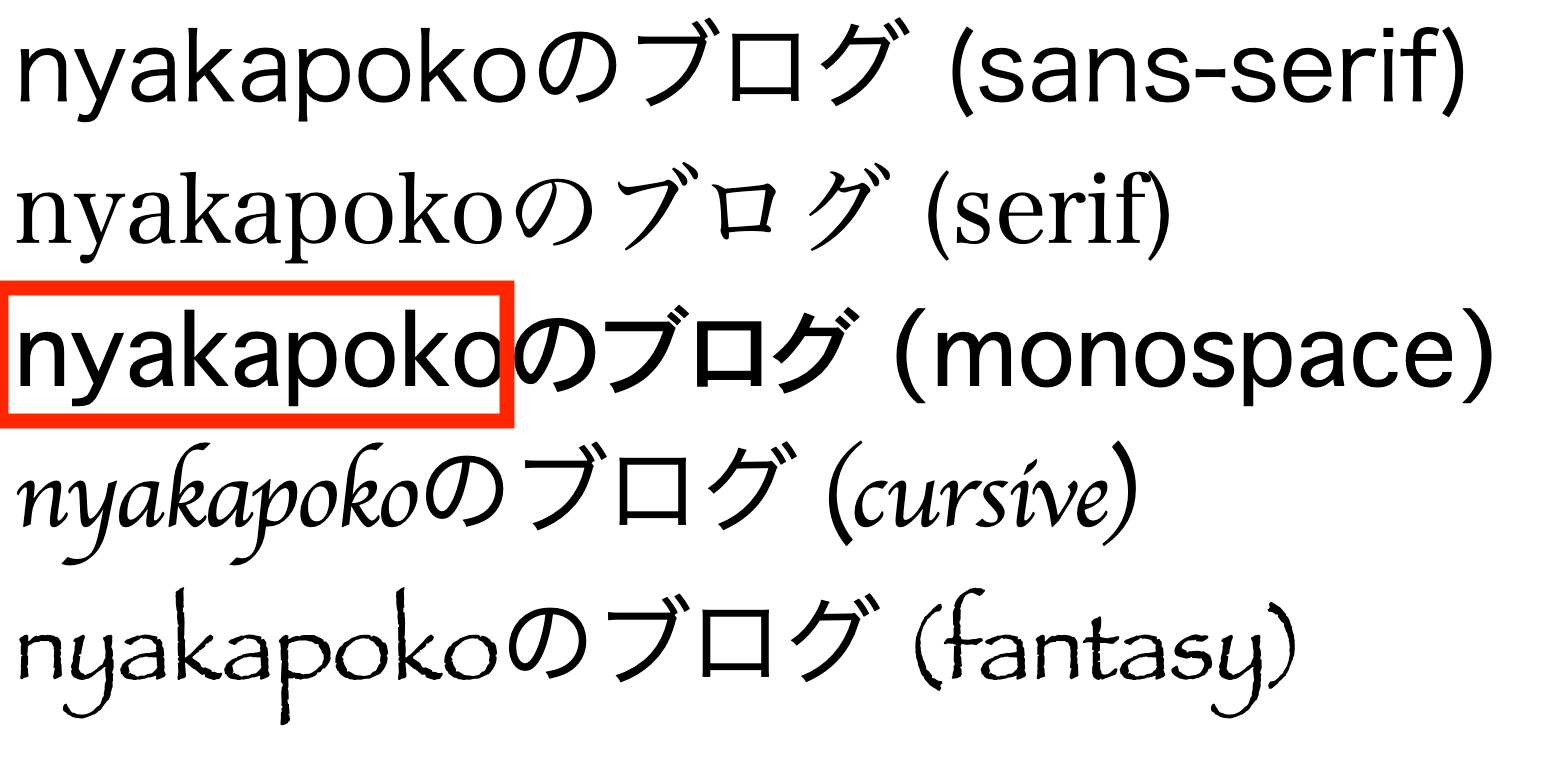 nyakapokoのブログ (sans-serif)
nyakapokoのブログ (serif)
nyakapokoのブログ (monospace)
nyakapokoのブログ (cursive)
nyakapokoのブログ (fantasy)